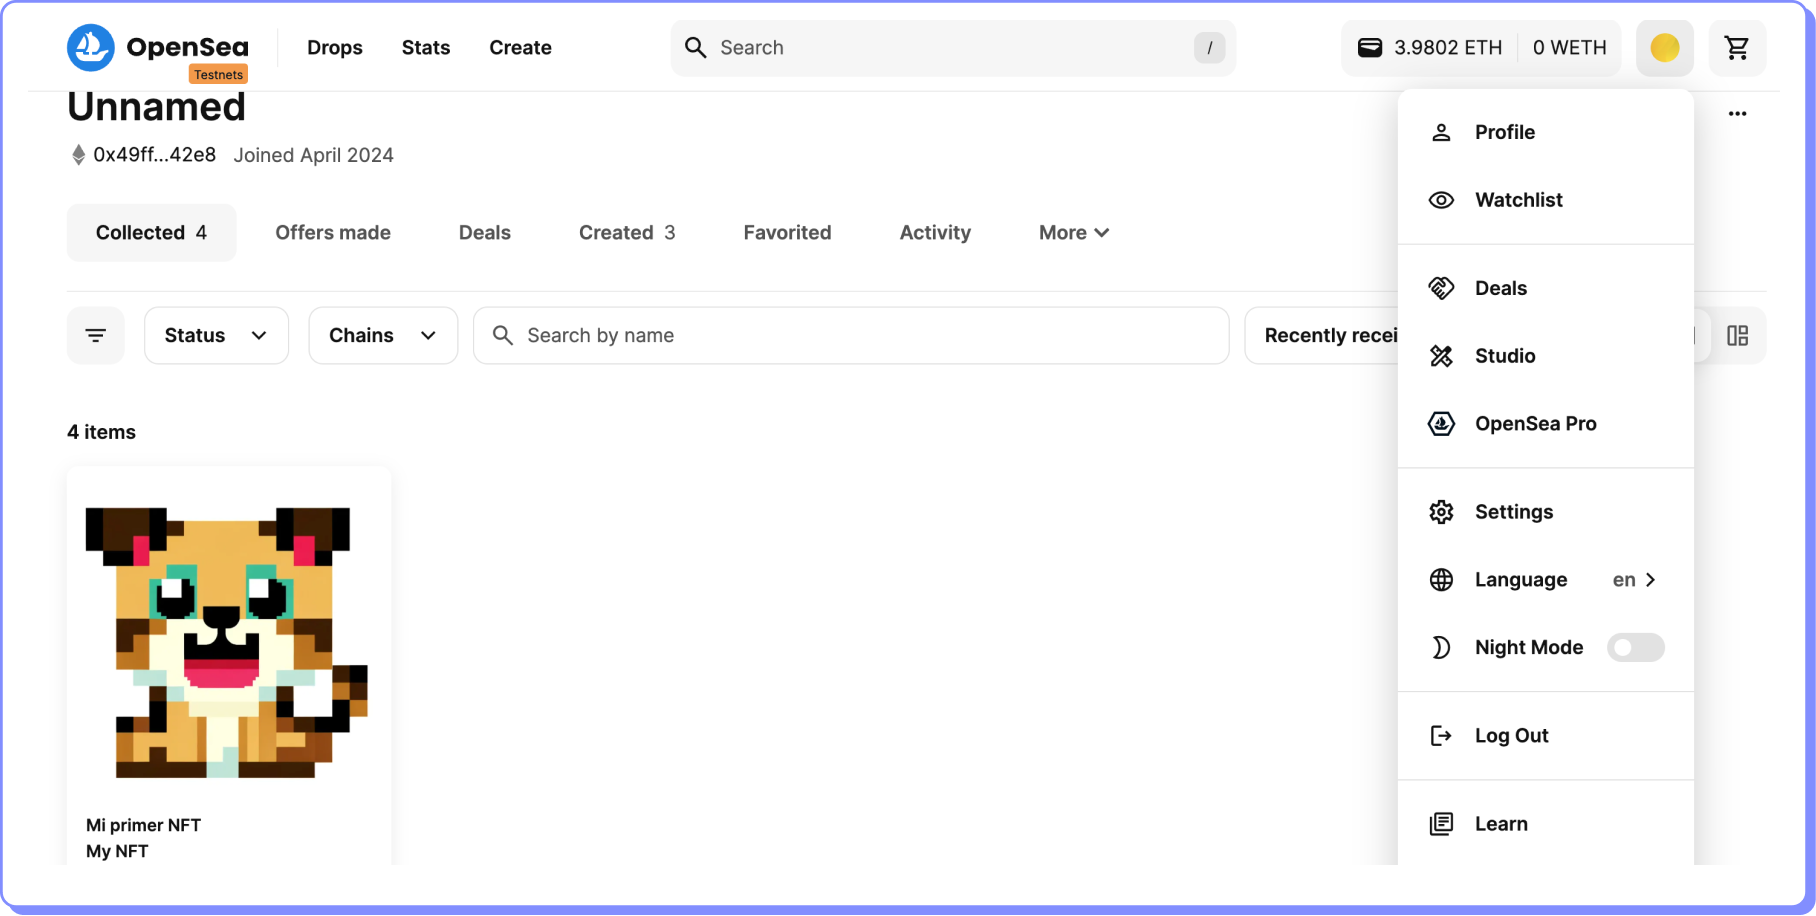 OpenSea
Testnets
Drops
Stats
Create
Search
/
3.9802 ETH
0 WETH
Unnamed
0x49ff...42e8 Joined April 2024
Collected 4
Offers made
Deals
Created 3
Favorited
Activity
More
Status
Chains
Search by name
Recently recei
4 items
Mi primer NFT
My NFT
Profile
Watchlist
Deals
Studio
OpenSea Pro
Settings
Language en
Night Mode
Log Out
Learn